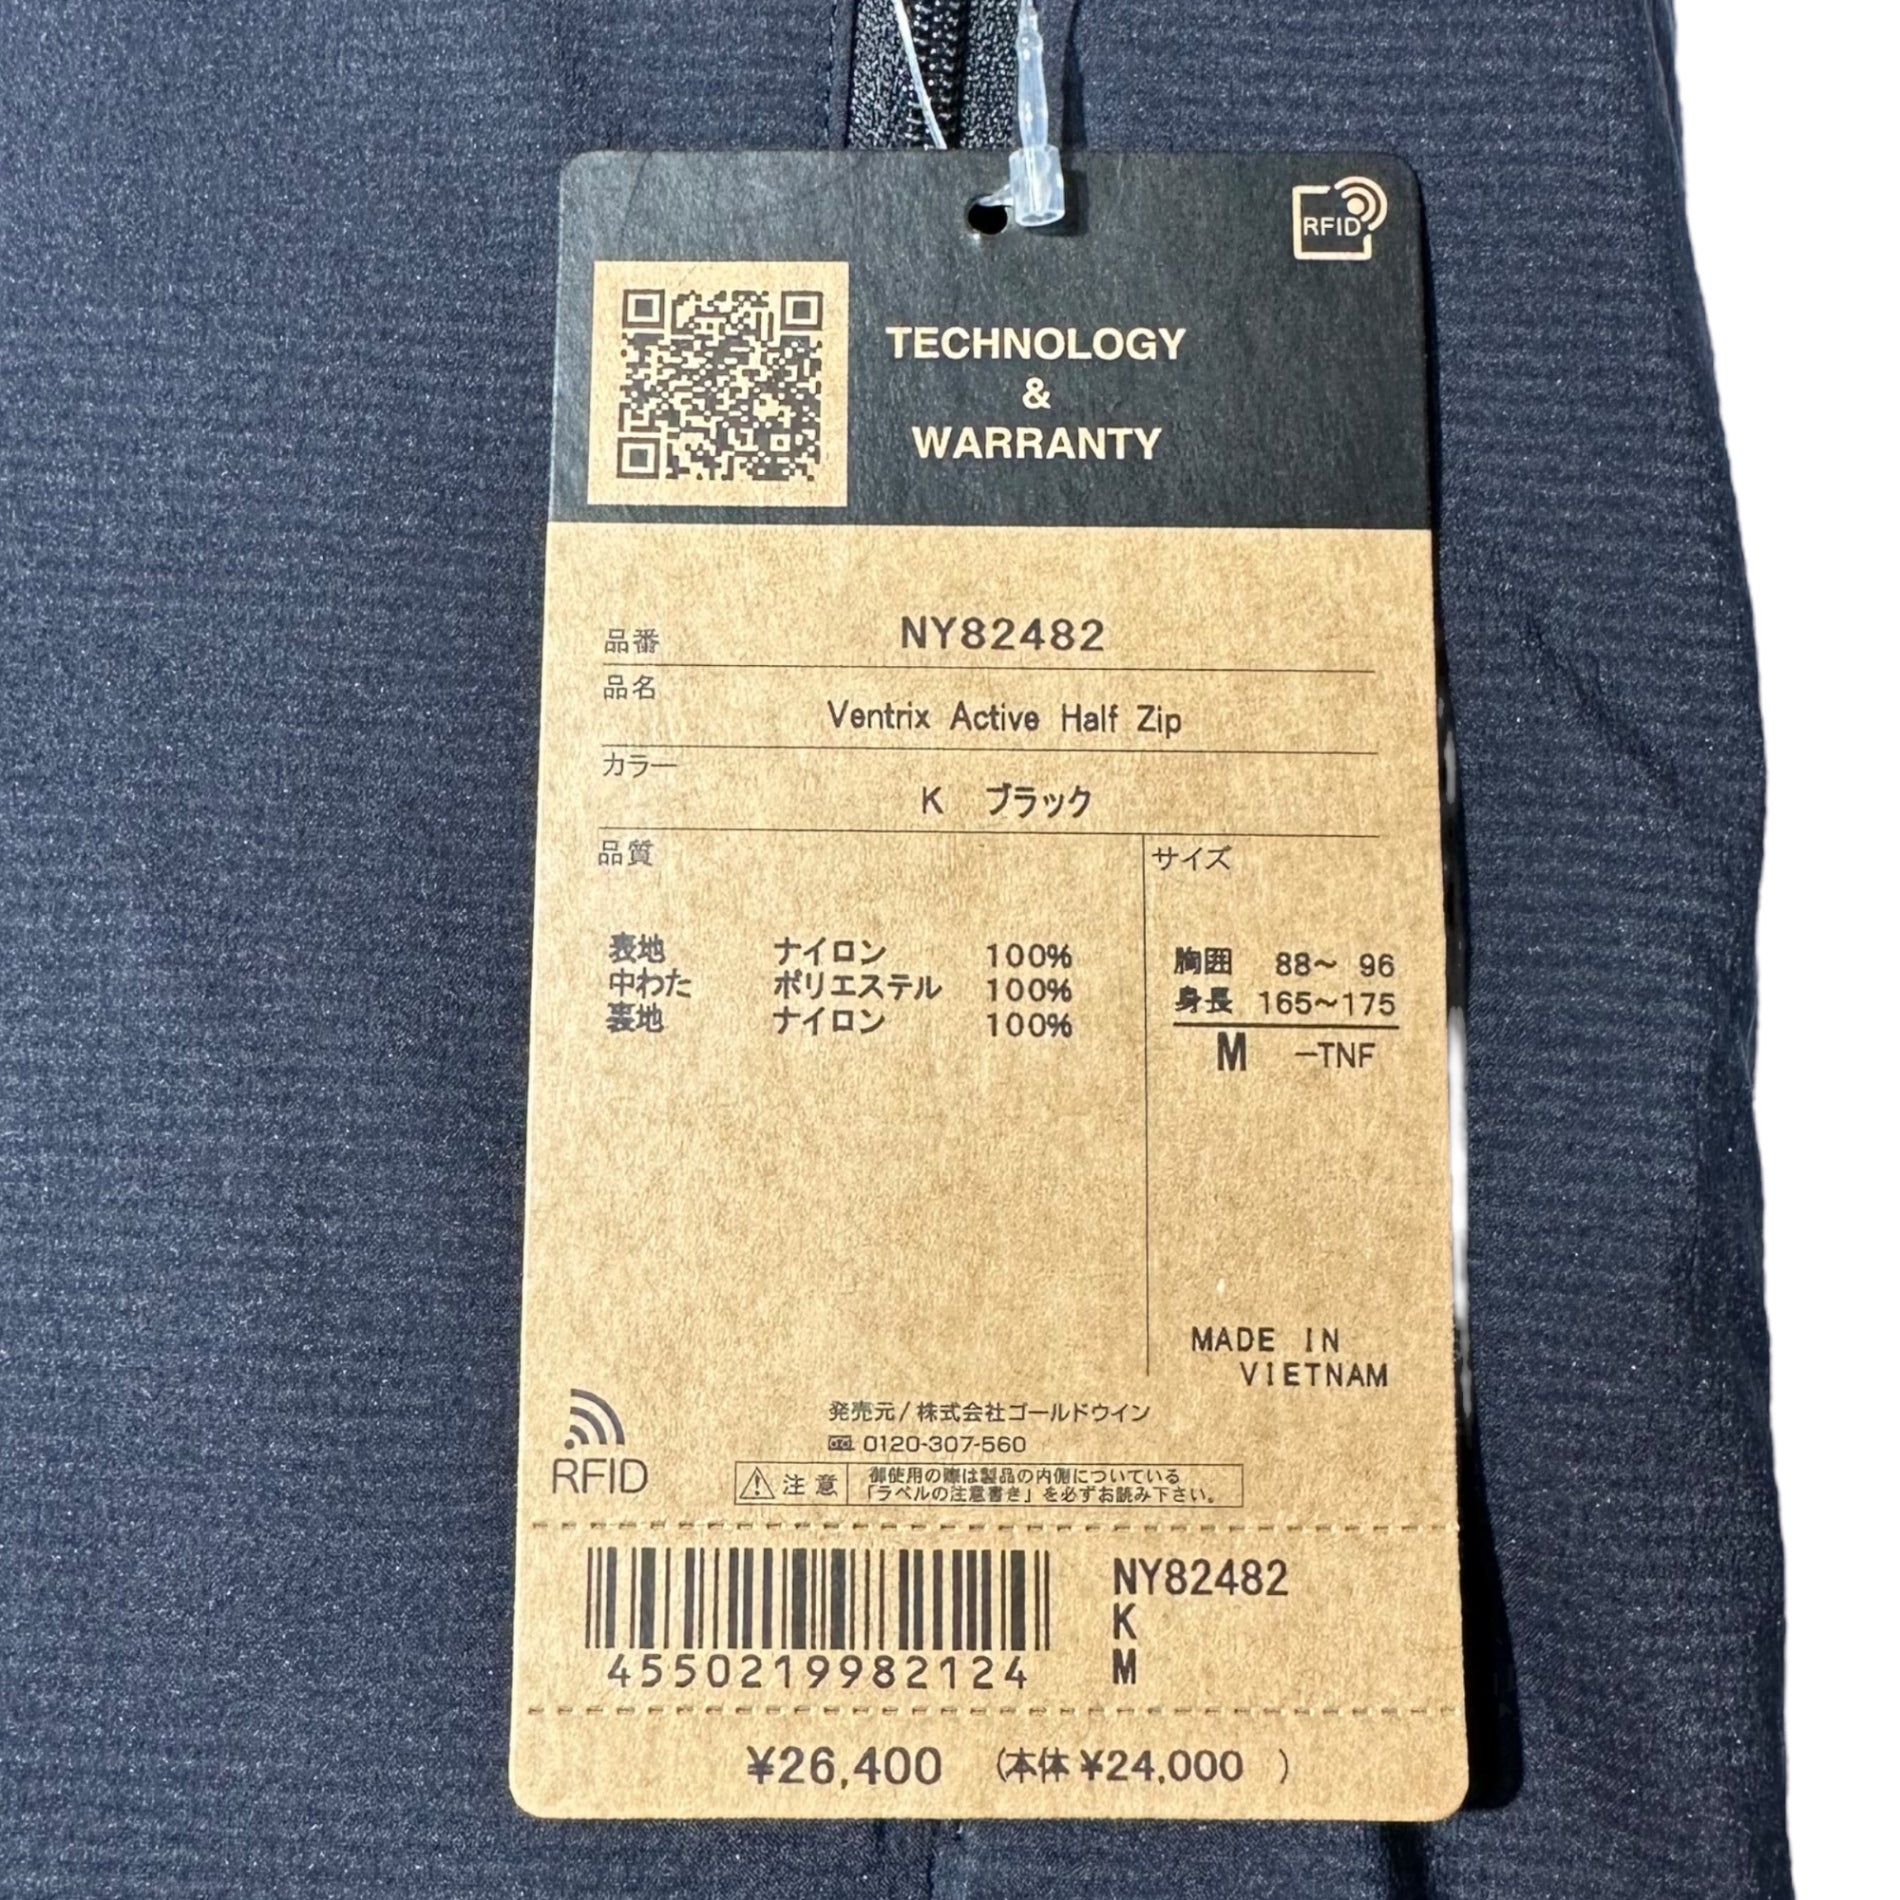 RFID
TECHNOLOGY
&
WARRANTY
品番 NY82482
品名
Ventrix Active Half Zip
カラー
K ブラック
品質
表地 ナイロン 100%
中わた ポリエステル 100%
裏地 ナイロン 100%
サイズ
胸囲 88～ 96
身長 165～175
M －TNF
MADE IN
VIETNAM
発売元/株式会社ゴールドウイン
0120-307-560
RFID
注意
御使用の際は製品の内側についている
「ラベルの注意書き」を必ずお読み下さい。
4550219982124
NY82482
K
M
¥26,400 (本体 ¥24,000 )